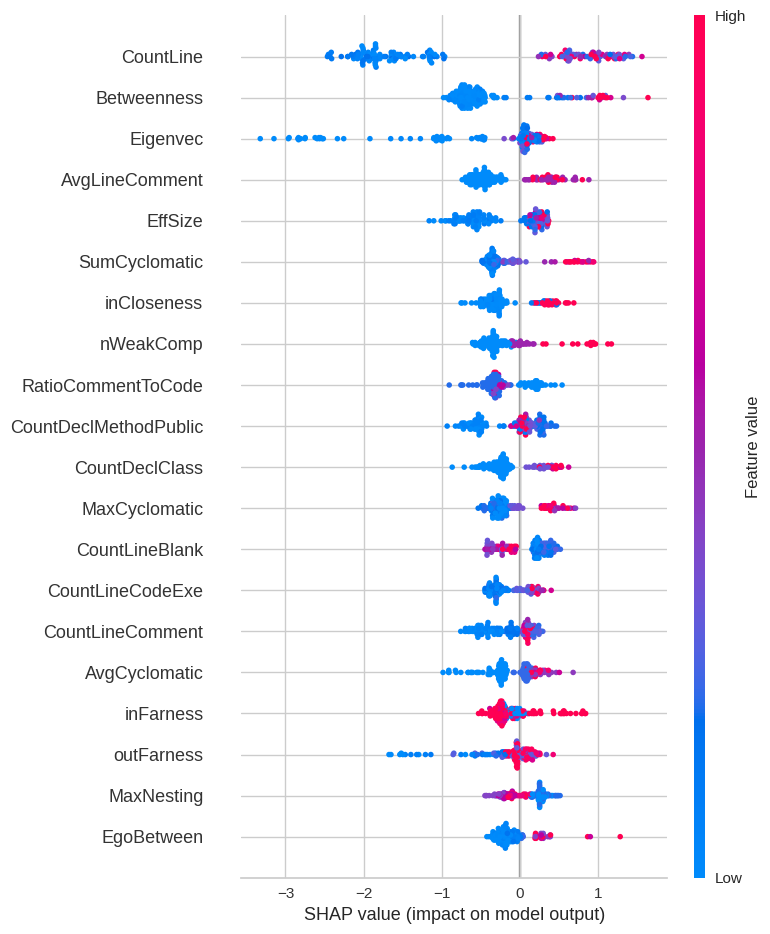 High
CountLine
Betweenness
Eigenvec
AvgLineComment
EffSize
SumCyclomatic
inCloseness
nWeakComp
RatioCommentToCode
CountDeclMethodPublic
CountDeclClass
MaxCyclomatic
CountLineBlank
CountLineCodeExe
CountLineComment
AvgCyclomatic
inFarness
outFarness
MaxNesting
EgoBetween
Feature value
Low
−3 −2 −1 0 1
SHAP value (impact on model output)